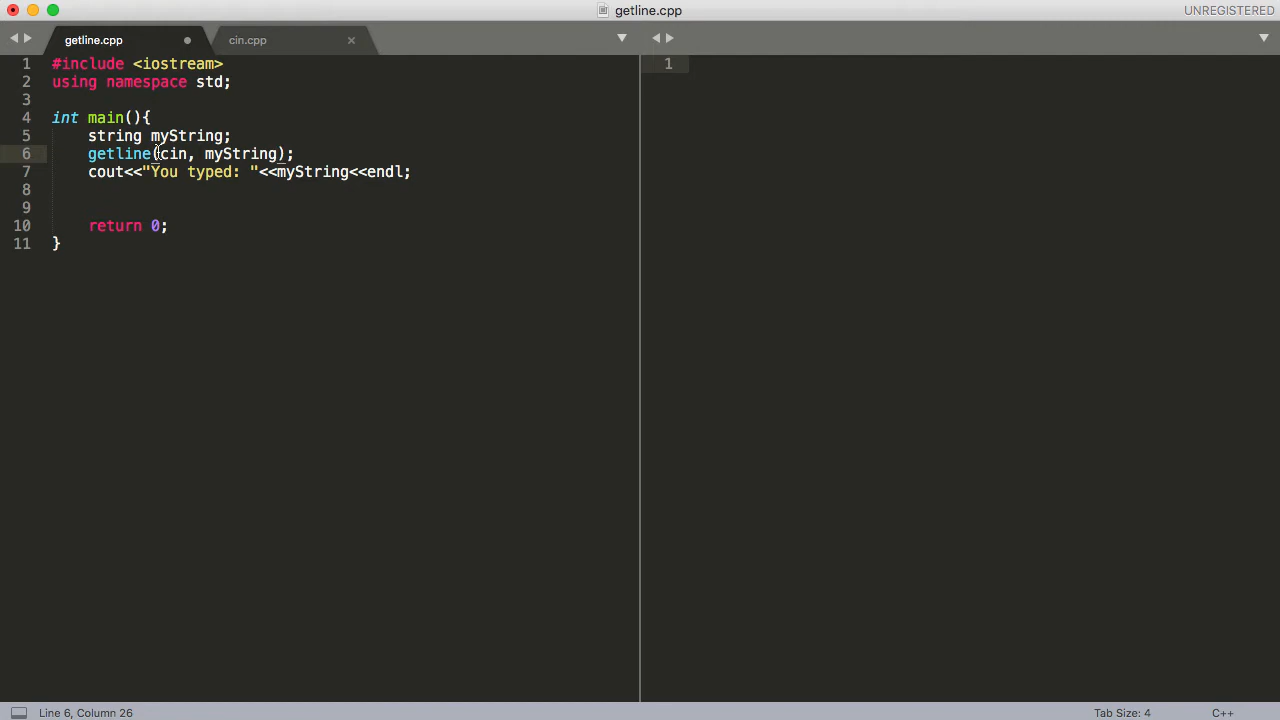 getline.cpp
UNREGISTERED
getline.cpp
cin.cpp
1 #include <iostream>
2 using namespace std;
3
4 int main(){
5 string myString;
6 getline(cin, myString);
7 cout<<"You typed: "<<myString<<endl;
8
9
10 return 0;
11 }
1
Line 6, Column 26
Tab Size: 4
C++